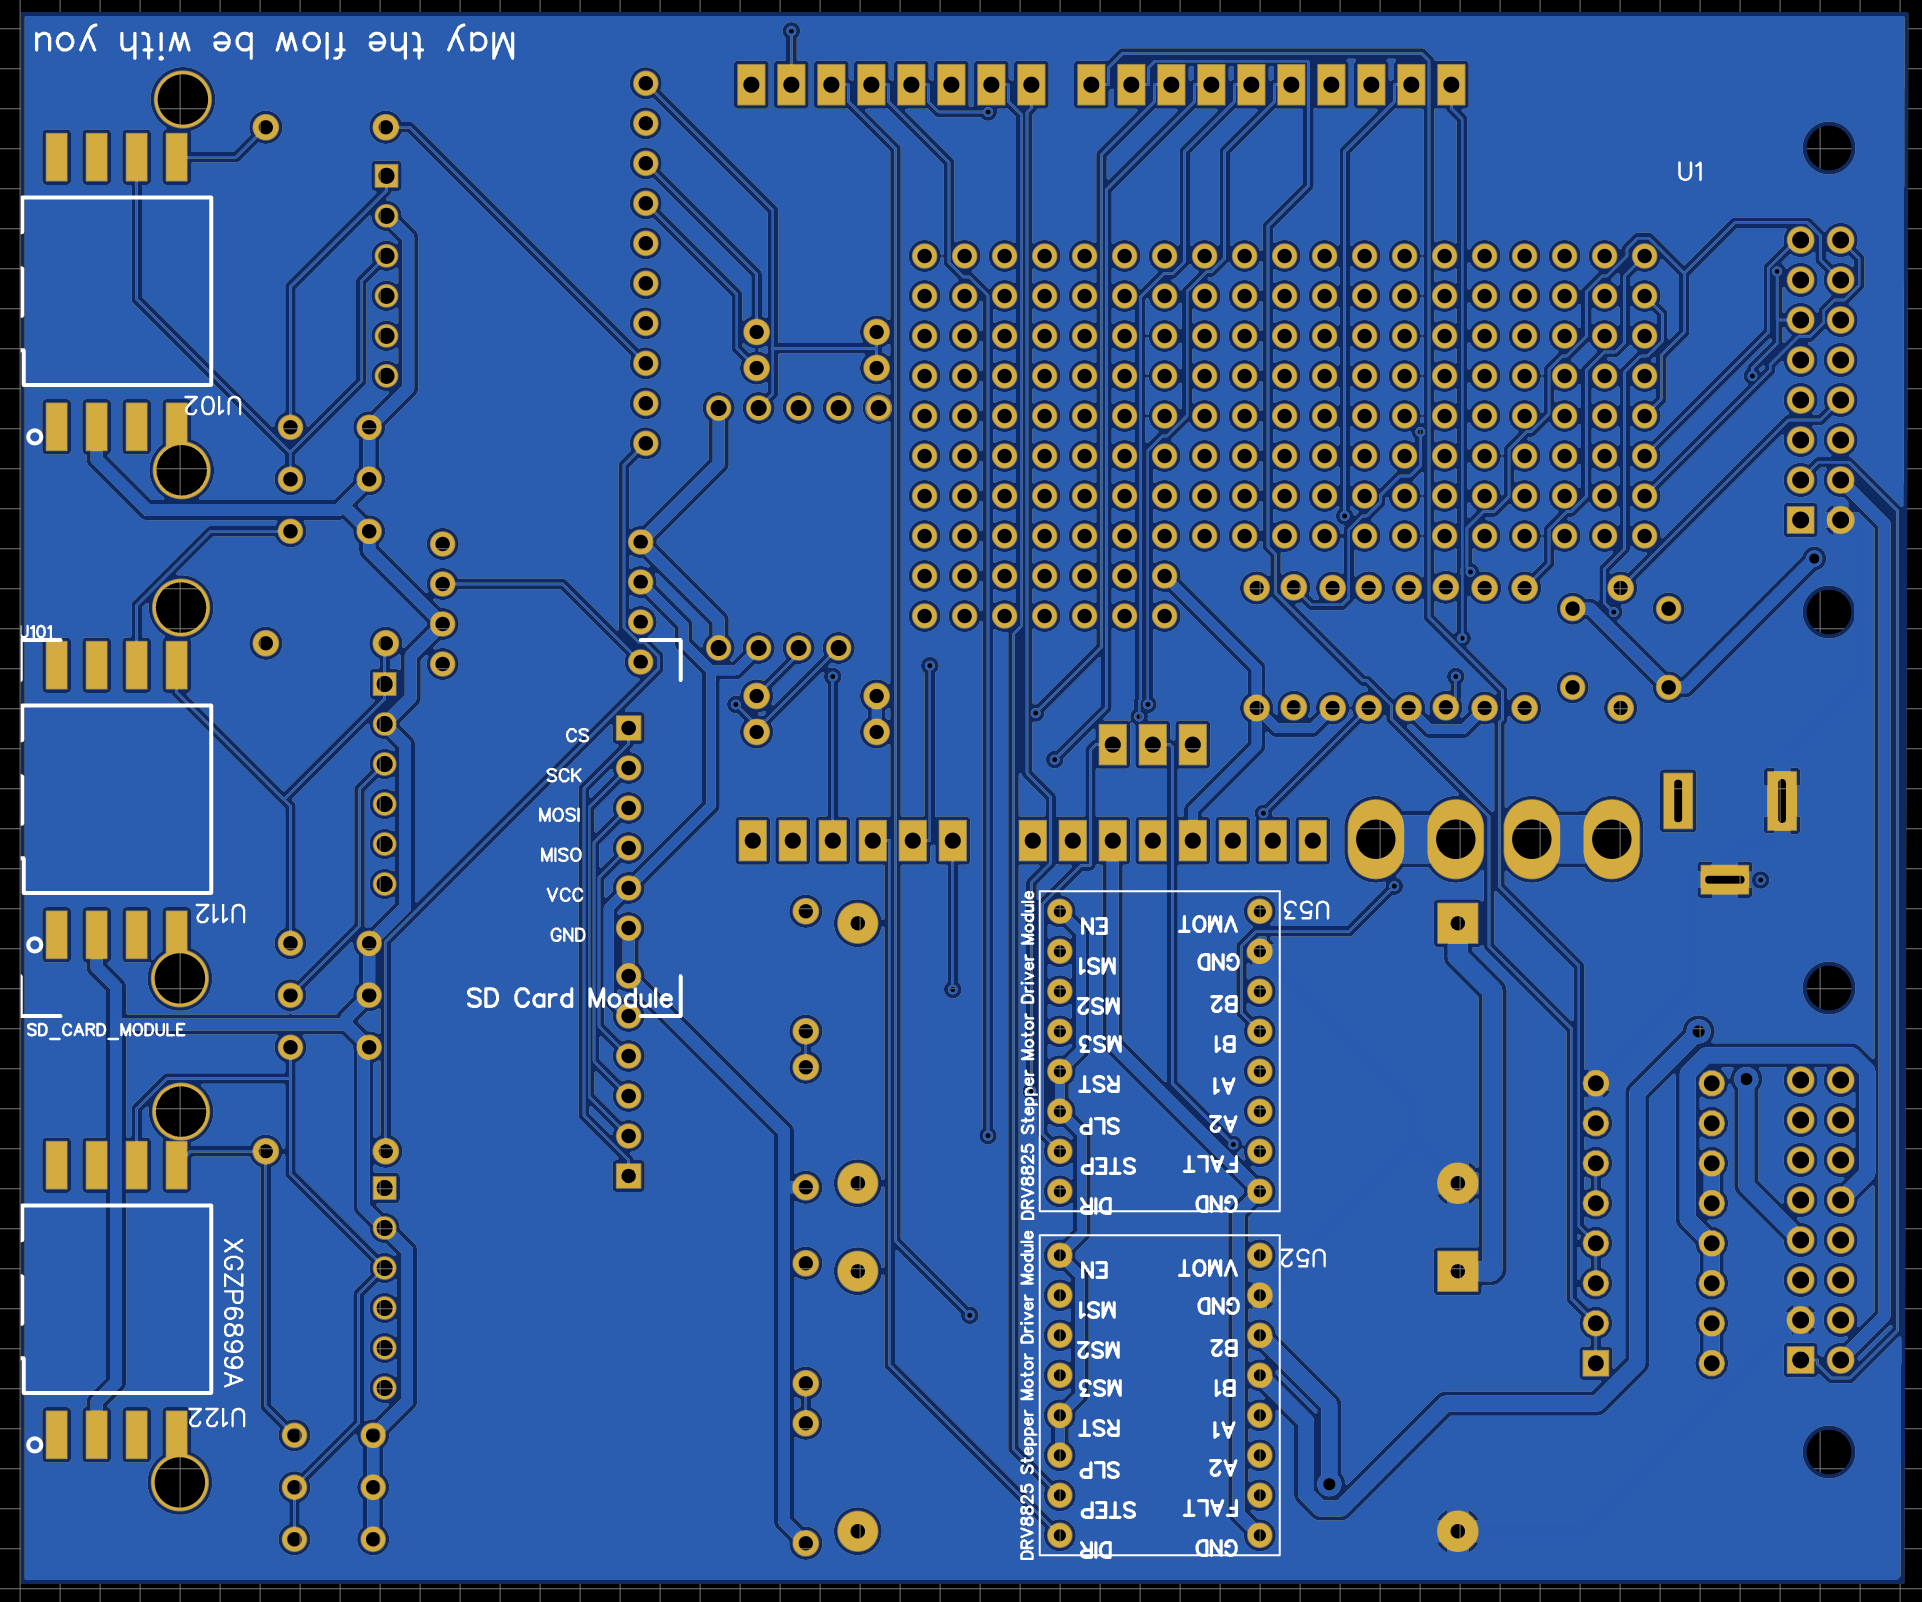 May the flow be with you
U1
U102
U101
CS
SCK
MOSI
MISO
VCC
GND
SD Card Module
U112
SD_CARD_MODULE
XGZP6899A
U122
DRV8825 Stepper Motor Driver Module
U53
EN
MS1
MS2
MS3
RST
SLP
STEP
DIR
VMOT
GND
B2
B1
A1
A2
FALT
GND
DRV8825 Stepper Motor Driver Module
U52
EN
MS1
MS2
MS3
RST
SLP
STEP
DIR
VMOT
GND
B2
B1
A1
A2
FALT
GND